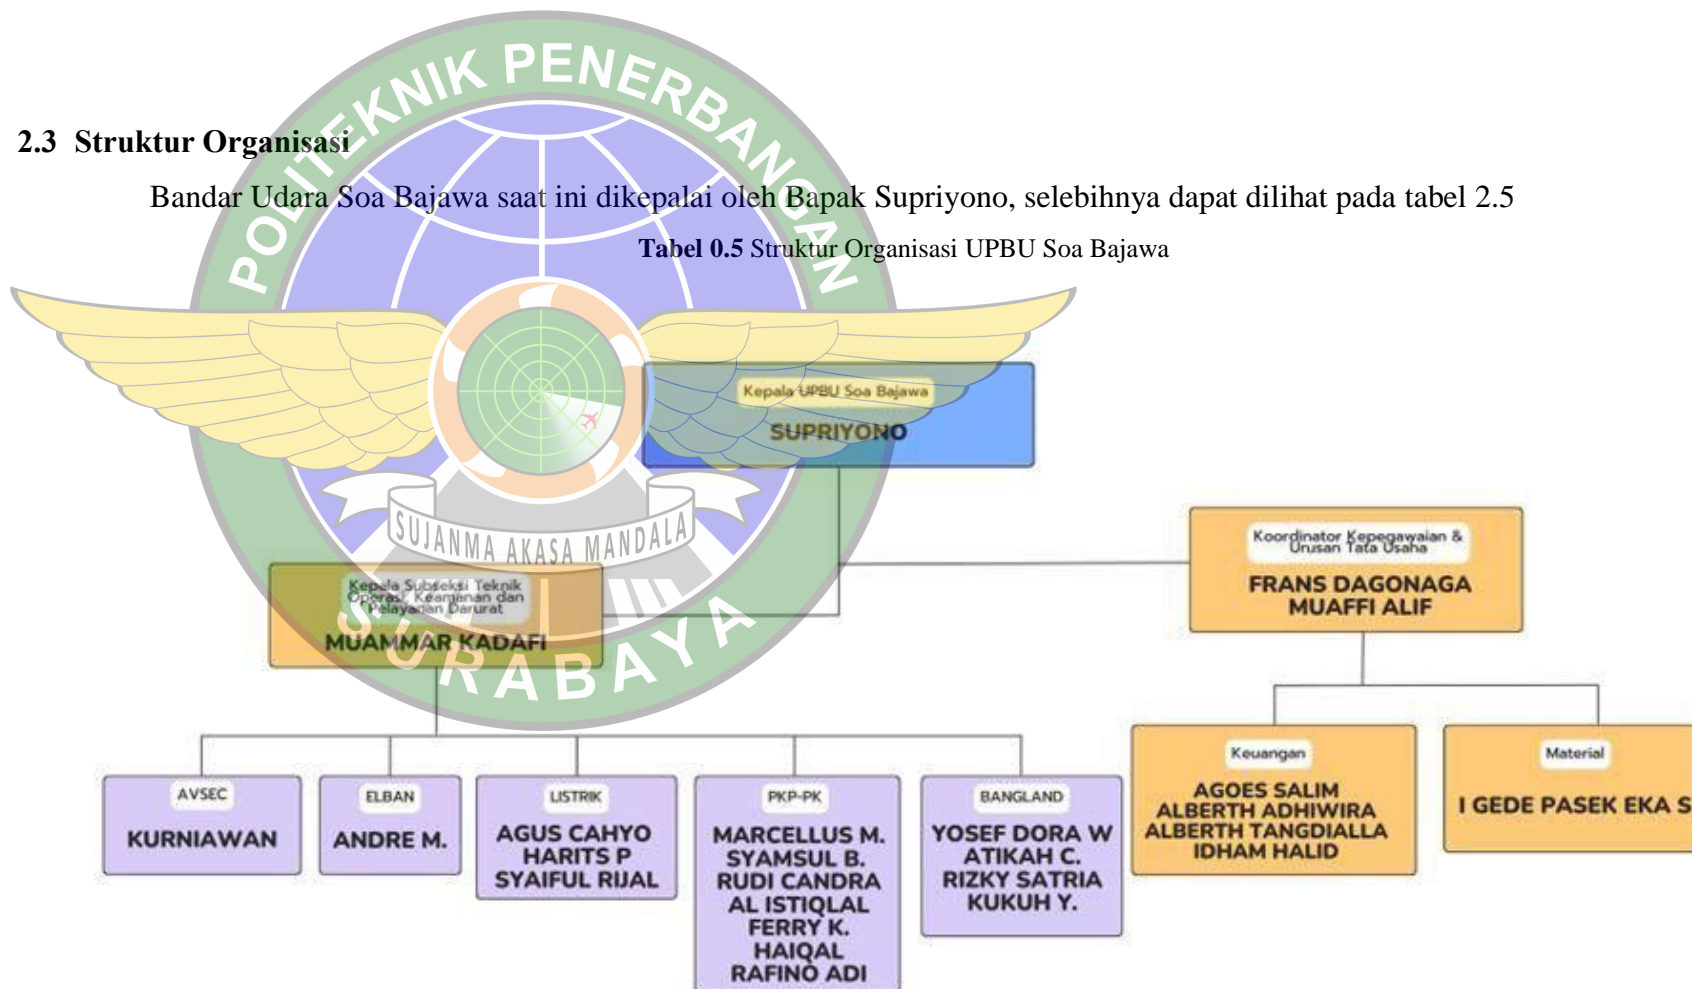 POLITEKNIK PENERBANGAN
SURABAYA
SUJANMA AKASA MANDALA
2.3 Struktur Organisasi
Bandar Udara Soa Bajawa saat ini dikepalai oleh Bapak Supriyono, selebihnya dapat dilihat pada tabel 2.5
Tabel 0.5 Struktur Organisasi UPBU Soa Bajawa
Kepala UPBU Soa Bajawa
SUPRIYONO
Koordinator Kepegawaian &
Urusan Tata Usaha
FRANS DAGONAGA
MUAFFI ALIF
Kepala Subseksi Teknik
Operasi, Keamanan dan
Pelayanan Darurat
MUAMMAR KADAFI
AVSEC
KURNIAWAN
ELBAN
ANDRE M.
LISTRIK
AGUS CAHYO
HARITS P
SYAIFUL RIJAL
PKP-PK
MARCELLUS M.
SYAMSUL B.
RUDI CANDRA
AL ISTIQLAL
FERRY K.
HAIQAL
RAFINO ADI
BANGLAND
YOSEF DORA W
ATIKAH C.
RIZKY SATRIA
KUKUH Y.
Keuangan
AGOES SALIM
ALBERTH ADHIWIRA
ALBERTH TANGDIALLA
IDHAM HALID
Material
I GEDE PASEK EKA S